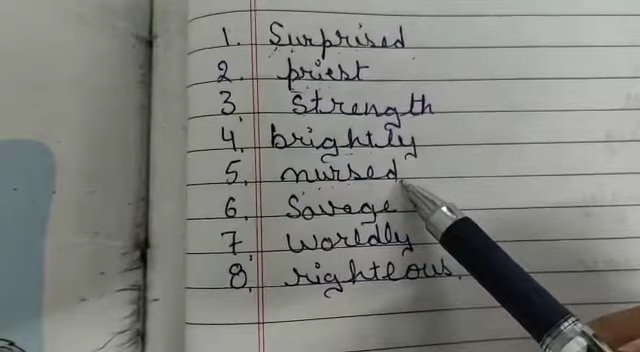 1. Surprised
2. priest
3. Strength
4. brightly
5. nursed
6. Savage
7. Worldly
8. righteous.